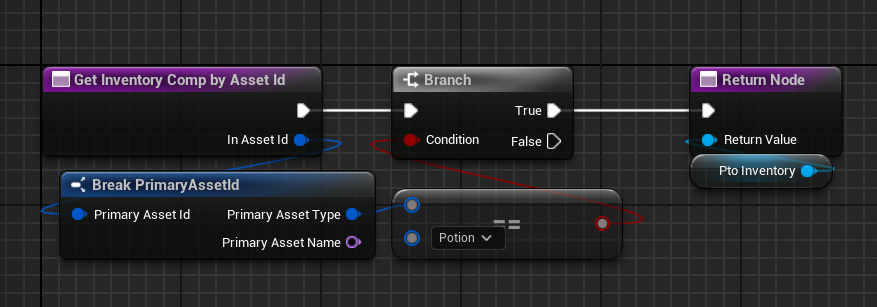 Get Inventory Comp by Asset Id
Branch
Return Node
True
In Asset Id
Condition
False
Return Value
Pto Inventory
Break PrimaryAssetId
Primary Asset Id
Primary Asset Type
Primary Asset Name
==
Potion